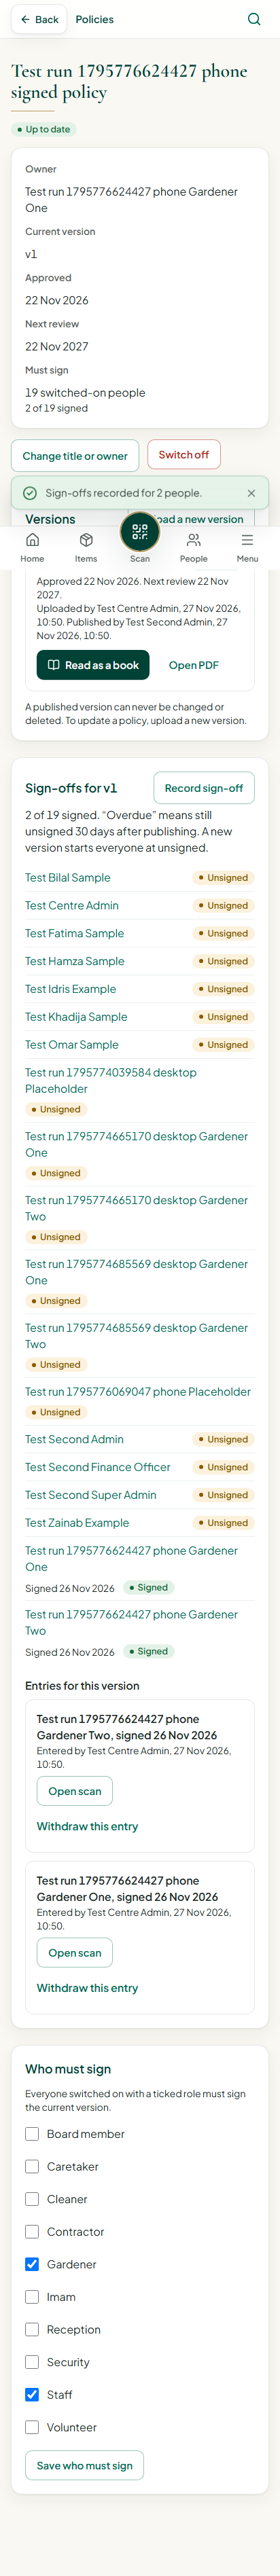 Back
Policies
Test run 1795776624427 phone
signed policy
Up to date
Owner
Test run 1795776624427 phone Gardener
One
Current version
v1
Approved
22 Nov 2026
Next review
22 Nov 2027
Must sign
19 switched-on people
2 of 19 signed
Change title or owner
Switch off
Sign-offs recorded for 2 people.
Versions
load a new version
Home
Items
Scan
People
Menu
Approved 22 Nov 2026. Next review 22 Nov
2027.
Uploaded by Test Centre Admin, 27 Nov 2026,
10:50. Published by Test Second Admin, 27
Nov 2026, 10:50.
Read as a book
Open PDF
A published version can never be changed or
deleted. To update a policy, upload a new version.
Sign-offs for v1
Record sign-off
2 of 19 signed. “Overdue” means still
unsigned 30 days after publishing. A new
version starts everyone at unsigned.
Test Bilal Sample
Unsigned
Test Centre Admin
Unsigned
Test Fatima Sample
Unsigned
Test Hamza Sample
Unsigned
Test Idris Example
Unsigned
Test Khadija Sample
Unsigned
Test Omar Sample
Unsigned
Test run 1795774039584 desktop
Placeholder
Unsigned
Test run 1795774665170 desktop Gardener
One
Unsigned
Test run 1795774665170 desktop Gardener
Two
Unsigned
Test run 1795774685569 desktop Gardener
One
Unsigned
Test run 1795774685569 desktop Gardener
Two
Unsigned
Test run 1795776069047 phone Placeholder
Unsigned
Test Second Admin
Unsigned
Test Second Finance Officer
Unsigned
Test Second Super Admin
Unsigned
Test Zainab Example
Unsigned
Test run 1795776624427 phone Gardener
One
Signed 26 Nov 2026
Signed
Test run 1795776624427 phone Gardener
Two
Signed 26 Nov 2026
Signed
Entries for this version
Test run 1795776624427 phone
Gardener Two, signed 26 Nov 2026
Entered by Test Centre Admin, 27 Nov 2026,
10:50.
Open scan
Withdraw this entry
Test run 1795776624427 phone
Gardener One, signed 26 Nov 2026
Entered by Test Centre Admin, 27 Nov 2026,
10:50.
Open scan
Withdraw this entry
Who must sign
Everyone switched on with a ticked role must sign
the current version.
Board member
Caretaker
Cleaner
Contractor
Gardener
Imam
Reception
Security
Staff
Volunteer
Save who must sign